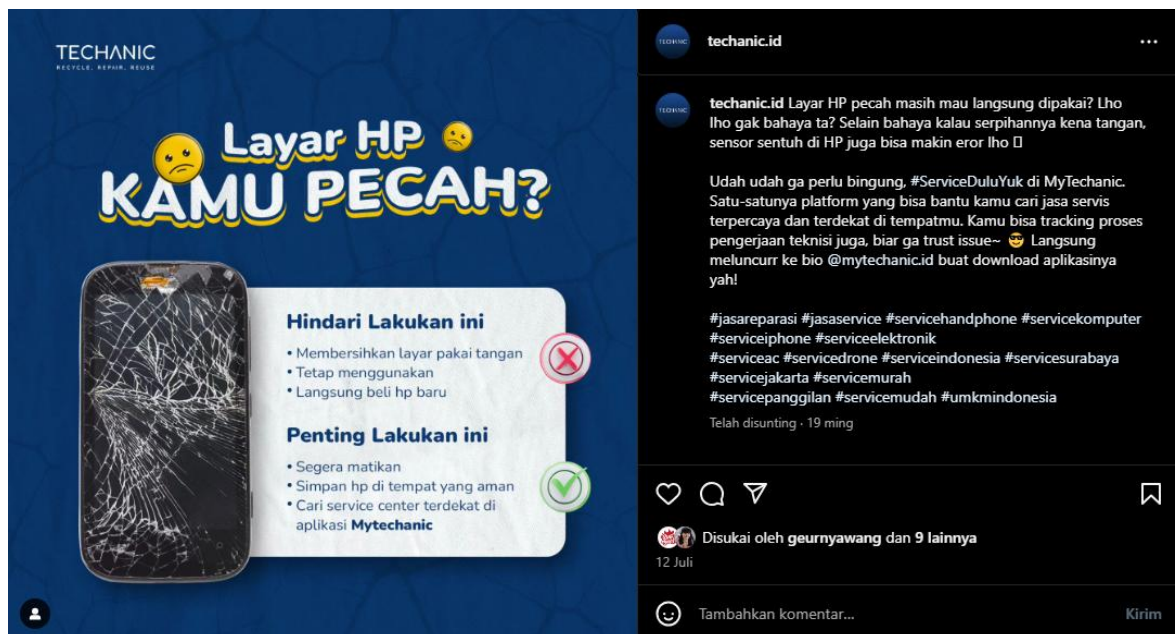 TECHΛNIC
RECYCLE. REPAIR. REUSE
Layar HP
KAMU PECAH?
Hindari Lakukan ini
• Membersihkan layar pakai tangan
• Tetap menggunakan
• Langsung beli hp baru
Penting Lakukan ini
• Segera matikan
• Simpan hp di tempat yang aman
• Cari service center terdekat di
aplikasi Mytechanic
techanic.id
techanic.id Layar HP pecah masih mau langsung dipakai? Lho
lho gak bahaya ta? Selain bahaya kalau serpihannya kena tangan,
sensor sentuh di HP juga bisa makin eror lho
Udah udah ga perlu bingung, #ServiceDuluYuk di MyTechanic.
Satu-satunya platform yang bisa bantu kamu cari jasa servis
terpercaya dan terdekat di tempatmu. Kamu bisa tracking proses
pengerjaan teknisi juga, biar ga trust issue~ 😎 Langsung
meluncurr ke bio @mytechanic.id buat download aplikasinya
yah!
#jasareparasi #jasaservice #servicehandphone #servicekomputer
#serviceiphone #serviceelektronik
#serviceac #servicedrone #serviceindonesia #servicesurabaya
#servicejakarta #servicemurah
#servicepanggilan #servicemudah #umkmindonesia
Telah disunting · 19 ming
Disukai oleh geurnyawang dan 9 lainnya
12 Juli
Tambahkan komentar...
Kirim